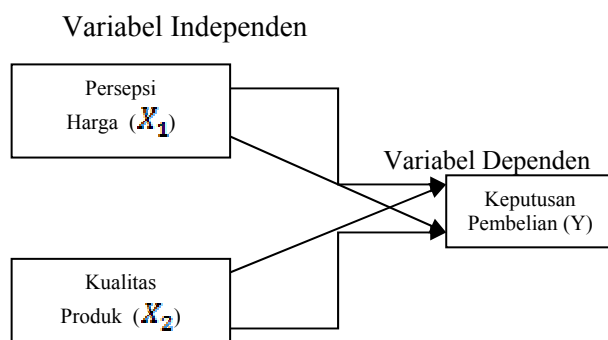 Variabel Independen
Persepsi
Harga (X₁)
Variabel Dependen
Keputusan
Pembelian (Y)
Kualitas
Produk (X₂)